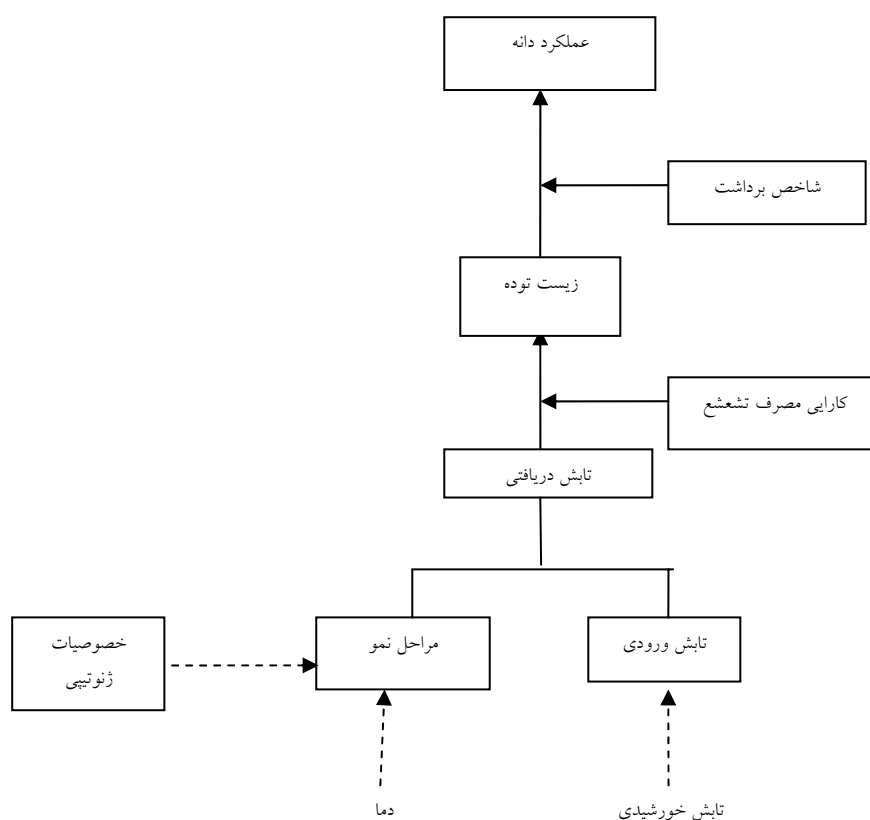 عملکرد دانه
شاخص برداشت
زیست توده
کارایی مصرف تشعشع
تابش دریافتی
خصوصیات
ژنوتیپی
مراحل نمو
تابش ورودی
دما
تابش خورشیدی